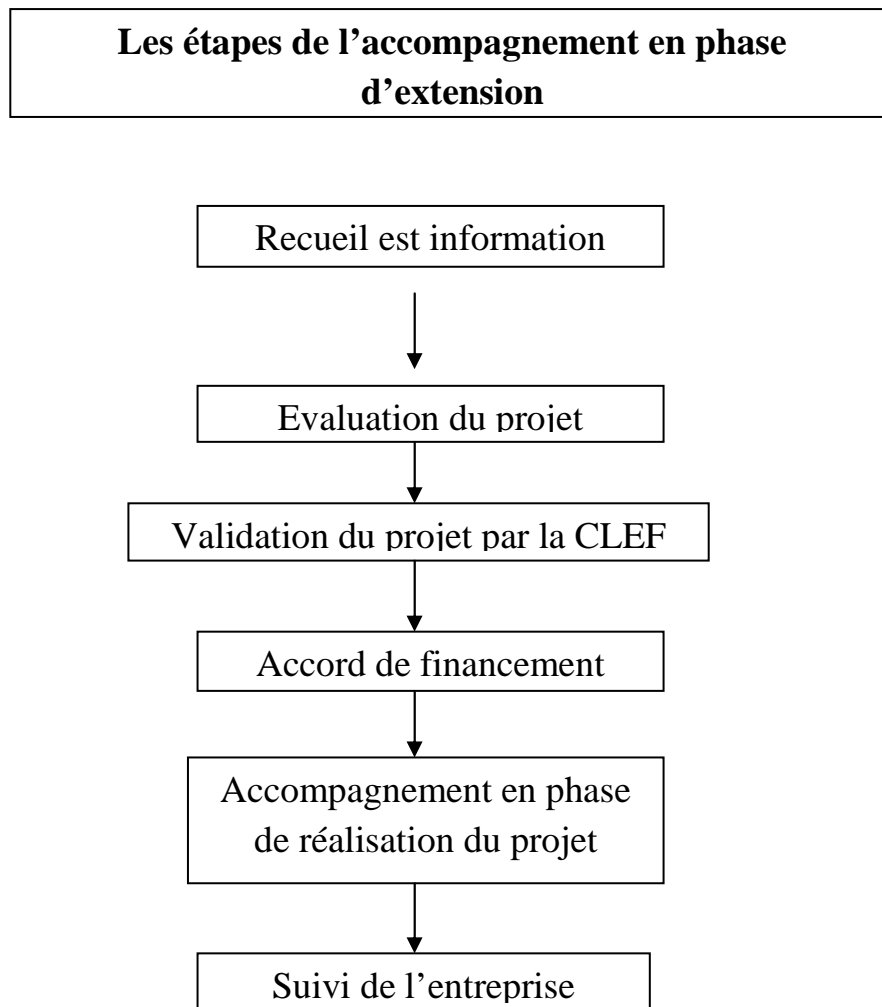 Les étapes de l’accompagnement en phase
d’extension
Recueil est information
Evaluation du projet
Validation du projet par la CLEF
Accord de financement
Accompagnement en phase
de réalisation du projet
Suivi de l’entreprise